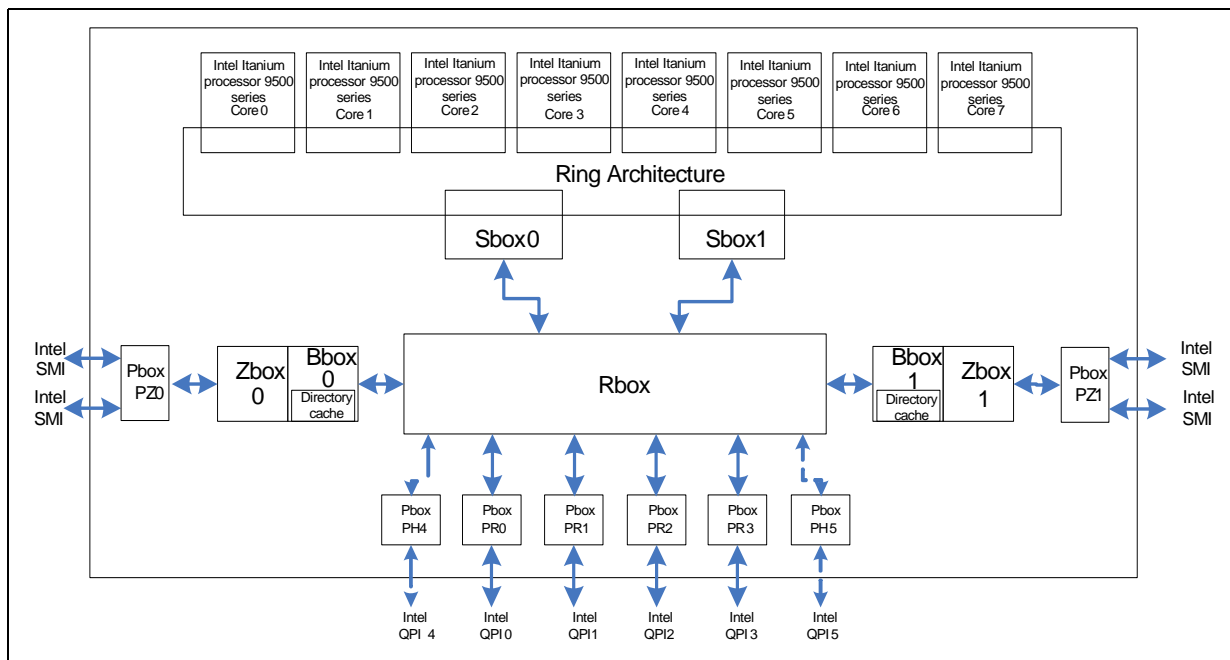 Intel Itanium
processor 9500
series
Core 0
Intel Itanium
processor 9500
series
Core 1
Intel Itanium
processor 9500
series
Core 2
Intel Itanium
processor 9500
series
Core 3
Intel Itanium
processor 9500
series
Core 4
Intel Itanium
processor 9500
series
Core 5
Intel Itanium
processor 9500
series
Core 6
Intel Itanium
processor 9500
series
Core 7
Ring Architecture
Sbox0
Sbox1
Intel
SMI
Intel
SMI
Pbox
PZ0
Zbox
0
Bbox
0
Directory
cache
Rbox
Bbox
1
Directory
cache
Zbox
1
Pbox
PZ1
Intel
SMI
Intel
SMI
Pbox
PH4
Pbox
PR0
Pbox
PR1
Pbox
PR2
Pbox
PR3
Pbox
PH5
Intel
QPI 4
Intel
QPI0
Intel
QPI1
Intel
QPI2
Intel
QPI3
Intel
QPI5